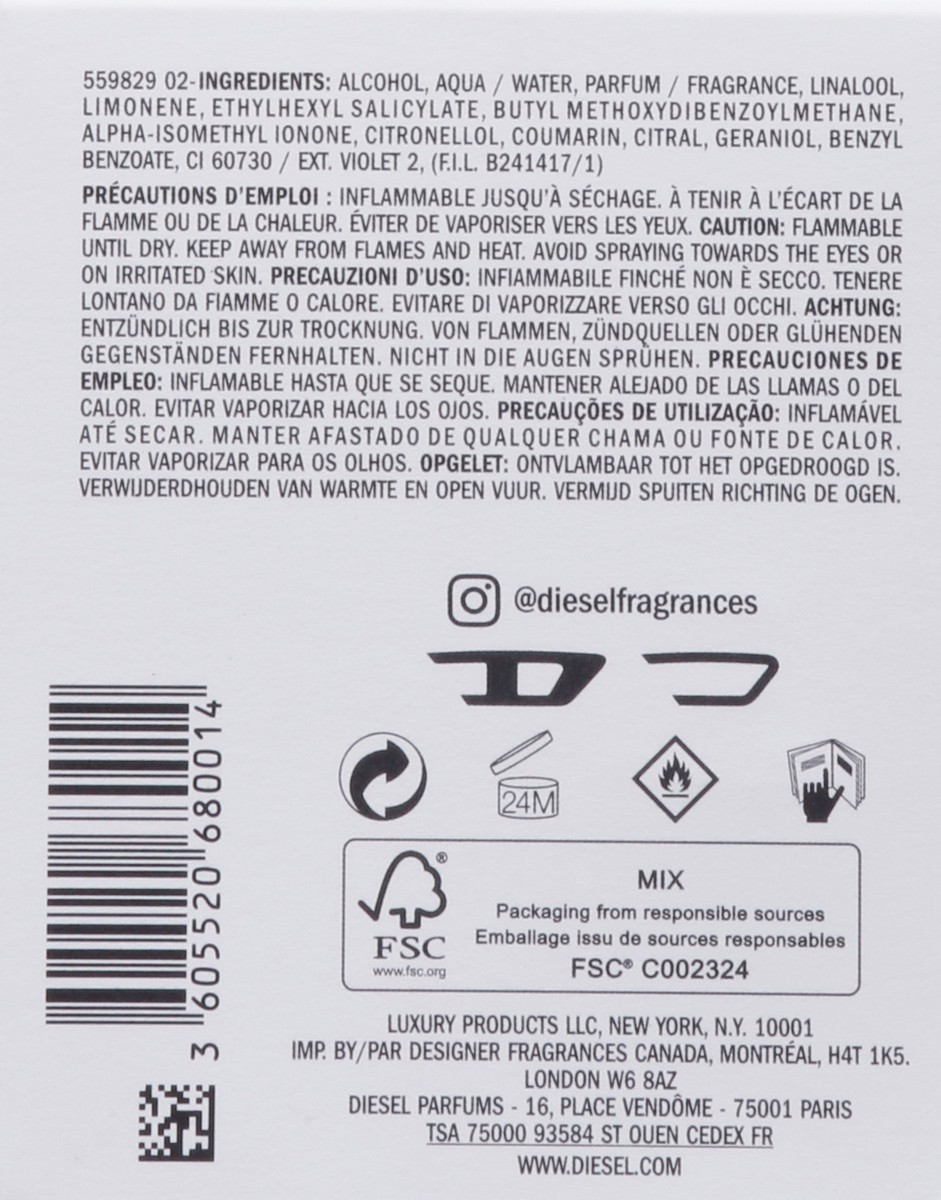 559829 02-INGREDIENTS: ALCOHOL, AQUA / WATER, PARFUM / FRAGRANCE, LINALOOL,
LIMONENE, ETHYLHEXYL SALICYLATE, BUTYL METHOXYDIBENZOYLMETHANE,
ALPHA-ISOMETHYL IONONE, CITRONELLOL, COUMARIN, CITRAL, GERANIOL, BENZYL
BENZOATE, CI 60730 / EXT. VIOLET 2, (F.I.L. B241417/1)
PRÉCAUTIONS D'EMPLOI : INFLAMMABLE JUSQU'À SÉCHAGE. À TENIR À L'ÉCART DE LA
FLAMME OU DE LA CHALEUR. ÉVITER DE VAPORISER VERS LES YEUX. CAUTION: FLAMMABLE
UNTIL DRY. KEEP AWAY FROM FLAMES AND HEAT. AVOID SPRAYING TOWARDS THE EYES OR
ON IRRITATED SKIN. PRECAUZIONI D'USO: INFIAMMABILE FINCHÉ NON È SECCO. TENERE
LONTANO DA FIAMME O CALORE. EVITARE DI VAPORIZZARE VERSO GLI OCCHI. ACHTUNG:
ENTZÜNDLICH BIS ZUR TROCKNUNG. VON FLAMMEN, ZÜNDQUELLEN ODER GLÜHENDEN
GEGENSTÄNDEN FERNHALTEN. NICHT IN DIE AUGEN SPRÜHEN. PRECAUCIONES DE
EMPLEO: INFLAMABLE HASTA QUE SE SEQUE. MANTENER ALEJADO DE LAS LLAMAS O DEL
CALOR. EVITAR VAPORIZAR HACIA LOS OJOS. PRECAUÇÕES DE UTILIZAÇÃO: INFLAMÁVEL
ATÉ SECAR. MANTER AFASTADO DE QUALQUER CHAMA OU FONTE DE CALOR.
EVITAR VAPORIZAR PARA OS OLHOS. OPGELET: ONTVLAMBAAR TOT HET OPGEDROOGD IS.
VERWIJDERDHOUDEN VAN WARMTE EN OPEN VUUR. VERMIJD SPUITEN RICHTING DE OGEN.
@dieselfragrances
D
24M
FSC®
www.fsc.org
MIX
Packaging from responsible sources
Emballage issu de sources responsables
FSC® C002324
3 605520 680014
LUXURY PRODUCTS LLC, NEW YORK, N.Y. 10001
IMP. BY/PAR DESIGNER FRAGRANCES CANADA, MONTRÉAL, H4T 1K5.
LONDON W6 8AZ
DIESEL PARFUMS - 16, PLACE VENDÔME - 75001 PARIS
TSA 75000 93584 ST OUEN CEDEX FR
WWW.DIESEL.COM